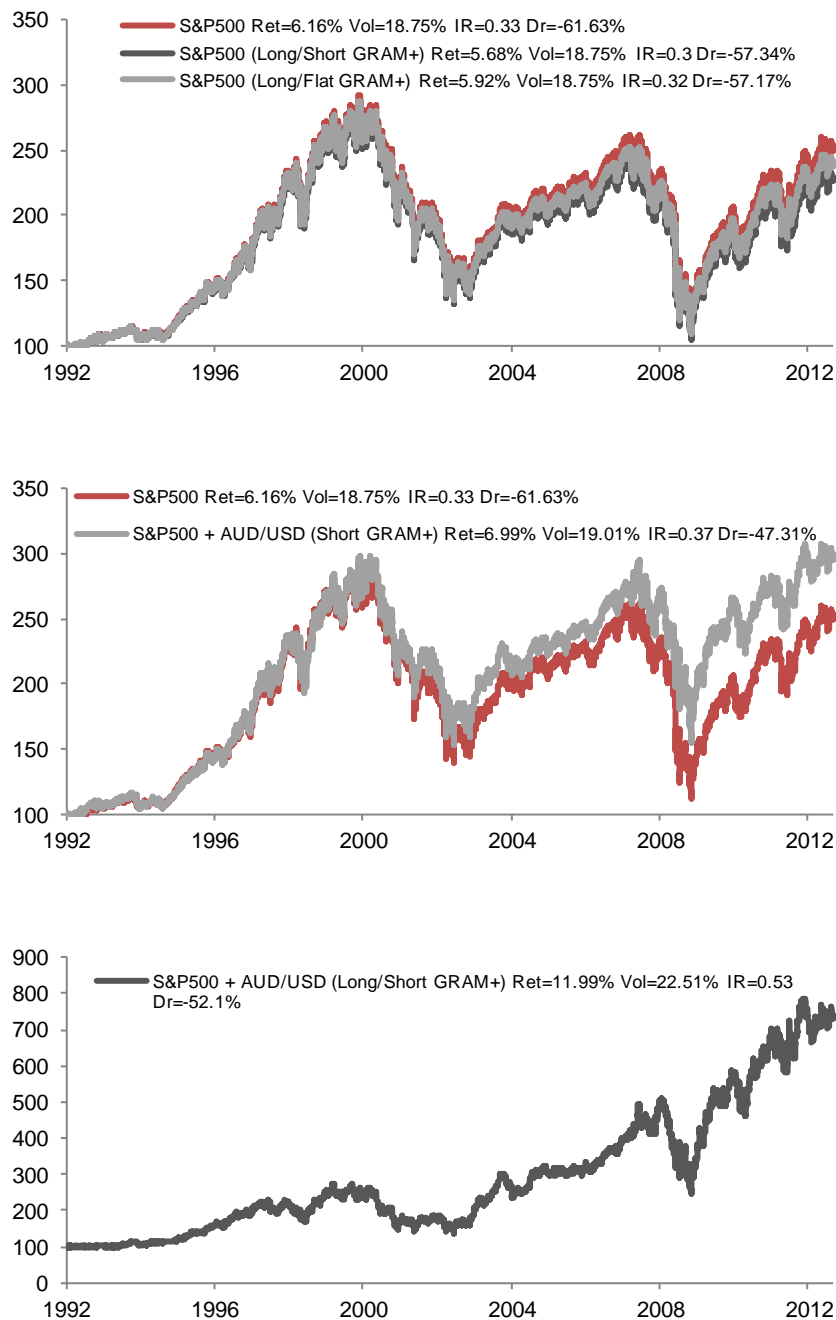 350
S&P500 Ret=6.16% Vol=18.75% IR=0.33 Dr=-61.63%
S&P500 (Long/Short GRAM+) Ret=5.68% Vol=18.75% IR=0.3 Dr=-57.34%
300
S&P500 (Long/Flat GRAM+) Ret=5.92% Vol=18.75% IR=0.32 Dr=-57.17%
250
200
150
100
1992 1996 2000 2004 2008 2012
350
S&P500 Ret=6.16% Vol=18.75% IR=0.33 Dr=-61.63%
S&P500 + AUD/USD (Short GRAM+) Ret=6.99% Vol=19.01% IR=0.37 Dr=-47.31%
300
250
200
150
100
1992 1996 2000 2004 2008 2012
900
S&P500 + AUD/USD (Long/Short GRAM+) Ret=11.99% Vol=22.51% IR=0.53
Dr=-52.1%
800
700
600
500
400
300
200
100
0
1992 1996 2000 2004 2008 2012